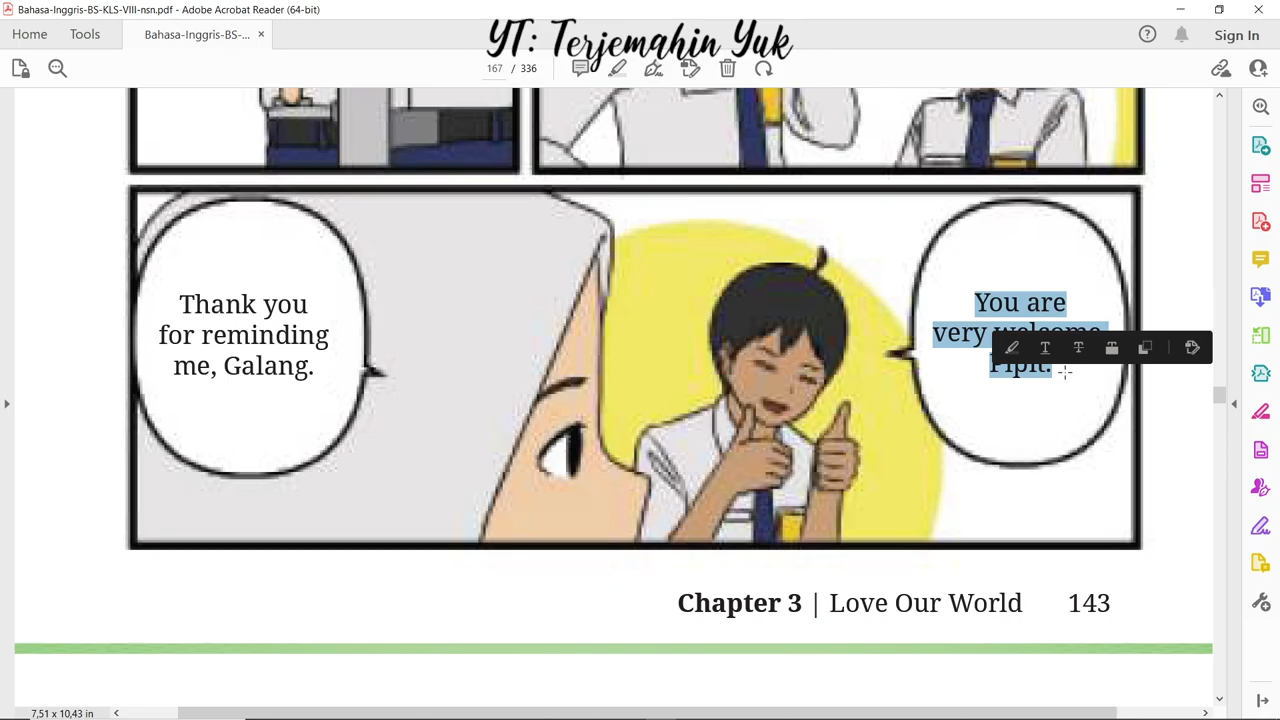 Bahasa-Inggris-BS-KLS-VIII-nsn.pdf - Adobe Acrobat Reader (64-bit)
Home
Tools
Bahasa-Inggris-BS-...
Sign In
YT: Terjemahin Yuk
167 / 336
Thank you
for reminding
me, Galang.
You are
very welcome,
Pipit.
Chapter 3 | Love Our World 143
7,51 x 10,43 in